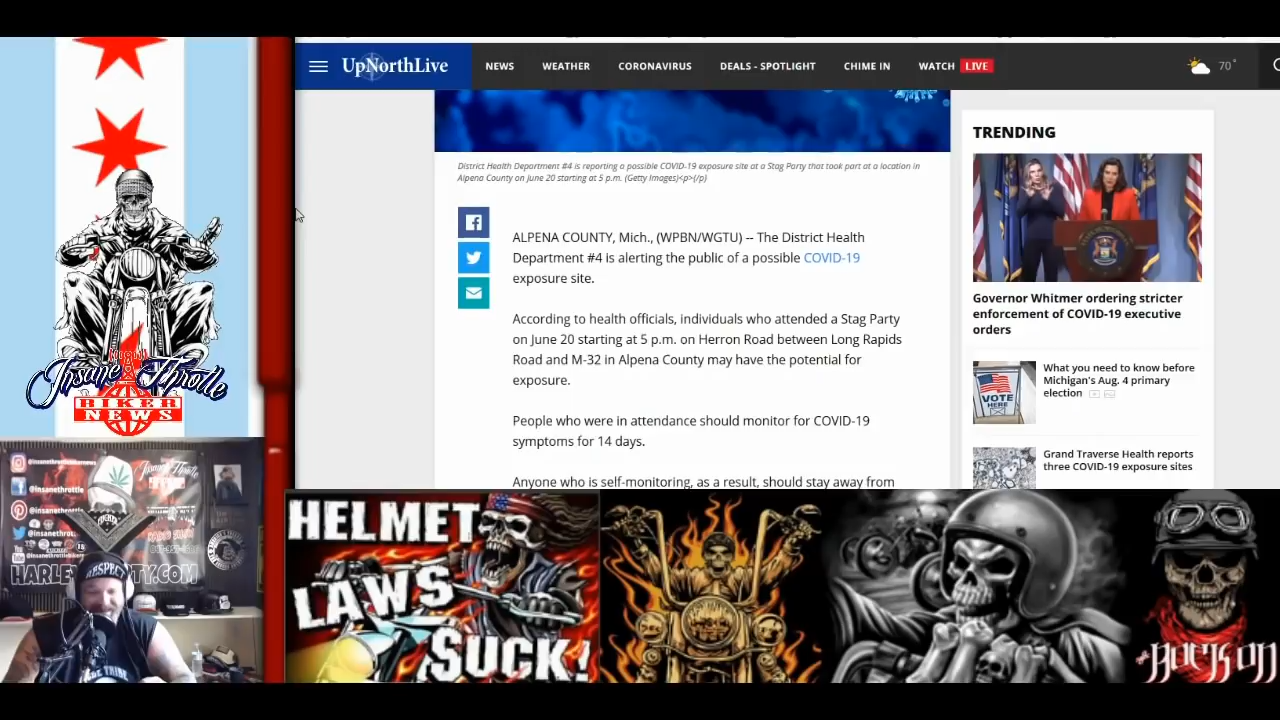 UpNorthLive
NEWS
WEATHER
CORONAVIRUS
DEALS - SPOTLIGHT
CHIME IN
WATCH LIVE
70°
District Health Department #4 is reporting a possible COVID-19 exposure site at a Stag Party that took part at a location in
Alpena County on June 20 starting at 5 p.m. (Getty Images)<p>(/p)
ALPENA COUNTY, Mich., (WPBN/WGTU) -- The District Health
Department #4 is alerting the public of a possible COVID-19
exposure site.
According to health officials, individuals who attended a Stag Party
on June 20 starting at 5 p.m. on Herron Road between Long Rapids
Road and M-32 in Alpena County may have the potential for
exposure.
People who were in attendance should monitor for COVID-19
symptoms for 14 days.
Anyone who is self-monitoring, as a result, should stay away from
TRENDING
Governor Whitmer ordering stricter
enforcement of COVID-19 executive
orders
VOTE
HERE
What you need to know before
Michigan's Aug. 4 primary
election
Grand Traverse Health reports
three COVID-19 exposure sites
Insane Throttle
BIKER
NEWS
@insanethrottlebikernews
@insanethrottle
RESPECT
HELMET
LAWS
SUCK!